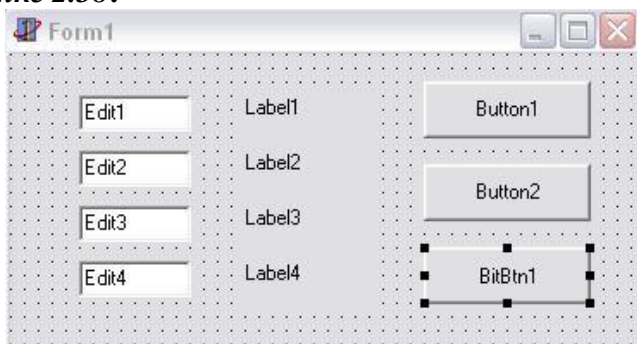 Form1
Edit1 Label1 Button1
Edit2 Label2
Button2
Edit3 Label3
Edit4 Label4 BitBtn1